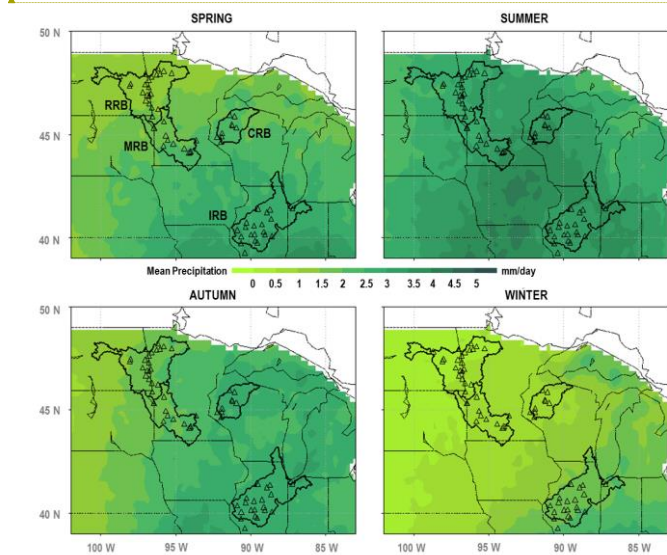 SPRING
SUMMER
50 N
45 N
40 N
RRB
MRB
CRB
IRB
Mean Precipitation
mm/day
0 0.5 1 1.5 2 2.5 3 3.5 4 4.5 5
AUTUMN
WINTER
50 N
45 N
40 N
100 W 95 W 90 W 85 W
100 W 95 W 90 W 85 W